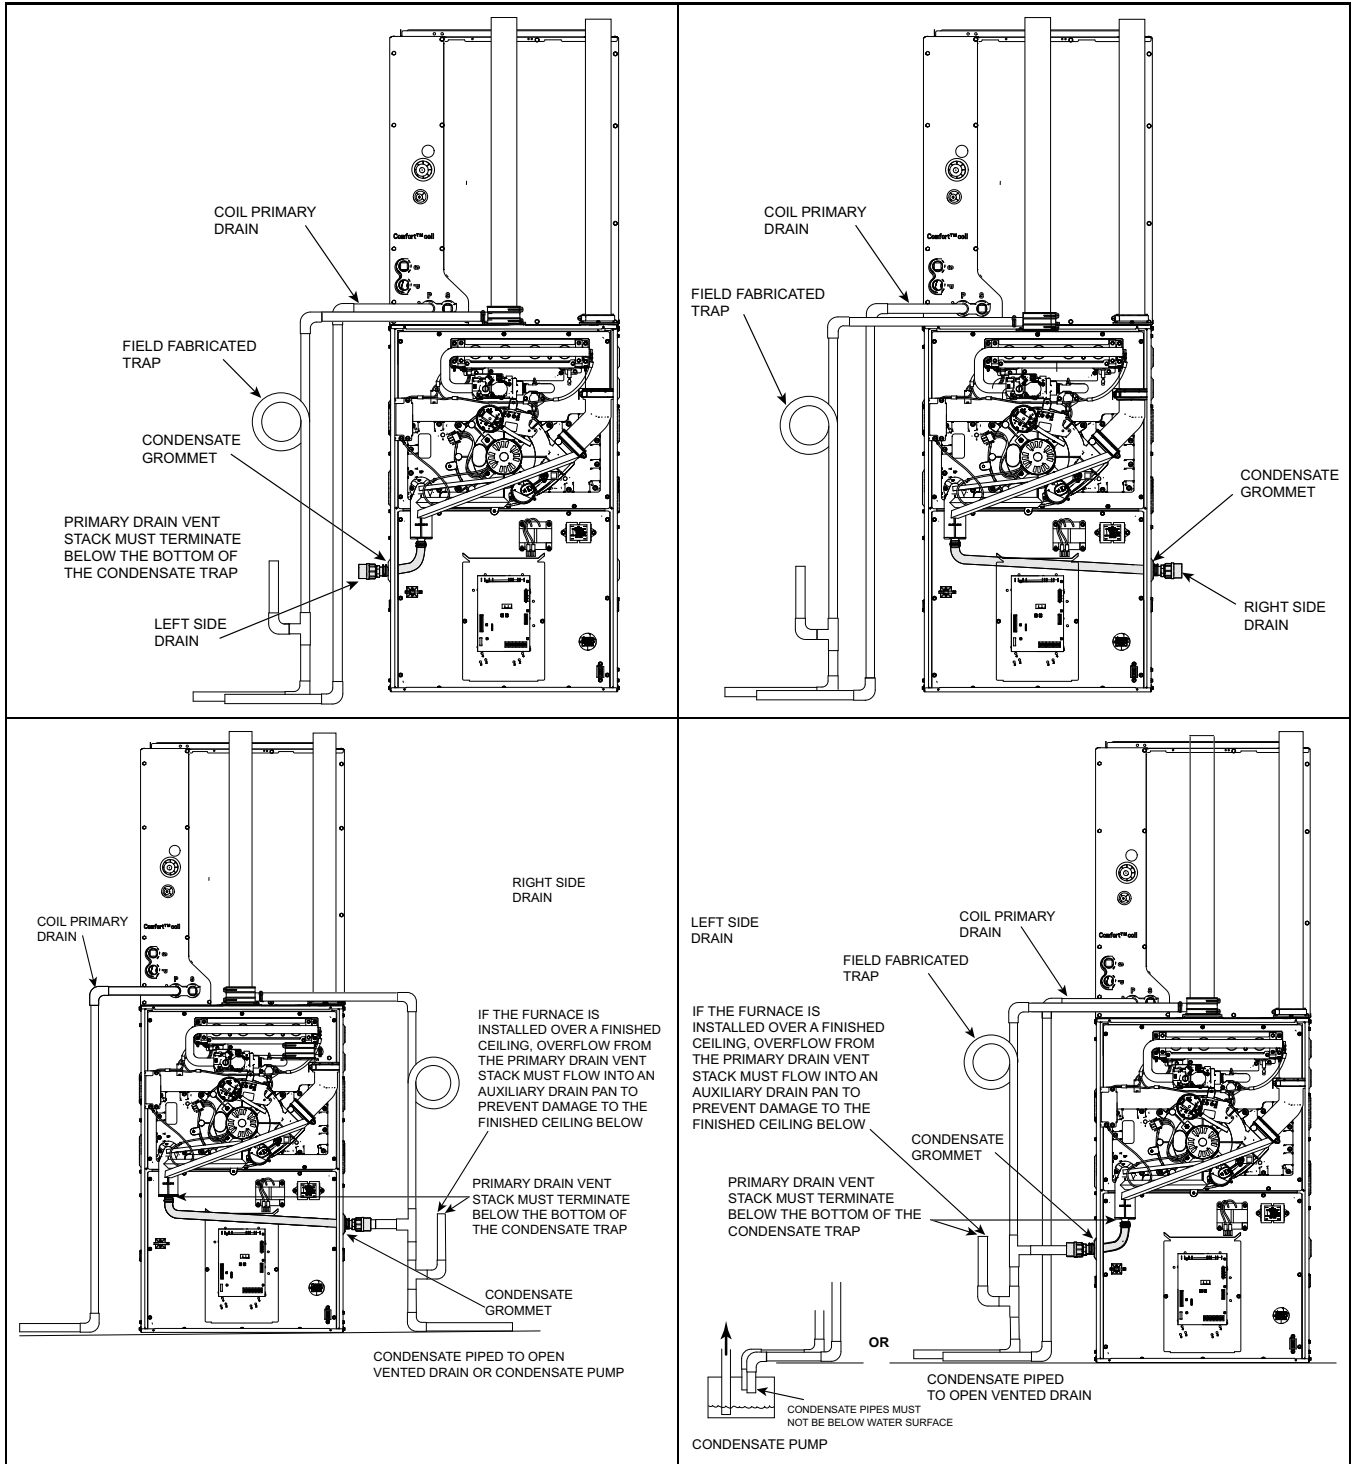 COIL PRIMARY
DRAIN
Comfort™ coil
P S
FIELD FABRICATED
TRAP
CONDENSATE
GROMMET
PRIMARY DRAIN VENT
STACK MUST TERMINATE
BELOW THE BOTTOM OF
THE CONDENSATE TRAP
LEFT SIDE
DRAIN
COIL PRIMARY
DRAIN
Comfort™ coil
P S
FIELD FABRICATED
TRAP
CONDENSATE
GROMMET
RIGHT SIDE
DRAIN
RIGHT SIDE
DRAIN
COIL PRIMARY
DRAIN
Comfort™ coil
P S
IF THE FURNACE IS
INSTALLED OVER A FINISHED
CEILING, OVERFLOW FROM
THE PRIMARY DRAIN VENT
STACK MUST FLOW INTO AN
AUXILIARY DRAIN PAN TO
PREVENT DAMAGE TO THE
FINISHED CEILING BELOW
PRIMARY DRAIN VENT
STACK MUST TERMINATE
BELOW THE BOTTOM OF
THE CONDENSATE TRAP
CONDENSATE
GROMMET
CONDENSATE PIPED TO OPEN
VENTED DRAIN OR CONDENSATE PUMP
LEFT SIDE
DRAIN
COIL PRIMARY
DRAIN
Comfort™ coil
P S
FIELD FABRICATED
TRAP
IF THE FURNACE IS
INSTALLED OVER A FINISHED
CEILING, OVERFLOW FROM
THE PRIMARY DRAIN VENT
STACK MUST FLOW INTO AN
AUXILIARY DRAIN PAN TO
PREVENT DAMAGE TO THE
FINISHED CEILING BELOW
CONDENSATE
GROMMET
PRIMARY DRAIN VENT
STACK MUST TERMINATE
BELOW THE BOTTOM OF THE
CONDENSATE TRAP
OR
CONDENSATE PIPED
TO OPEN VENTED DRAIN
CONDENSATE PIPES MUST
NOT BE BELOW WATER SURFACE
CONDENSATE PUMP